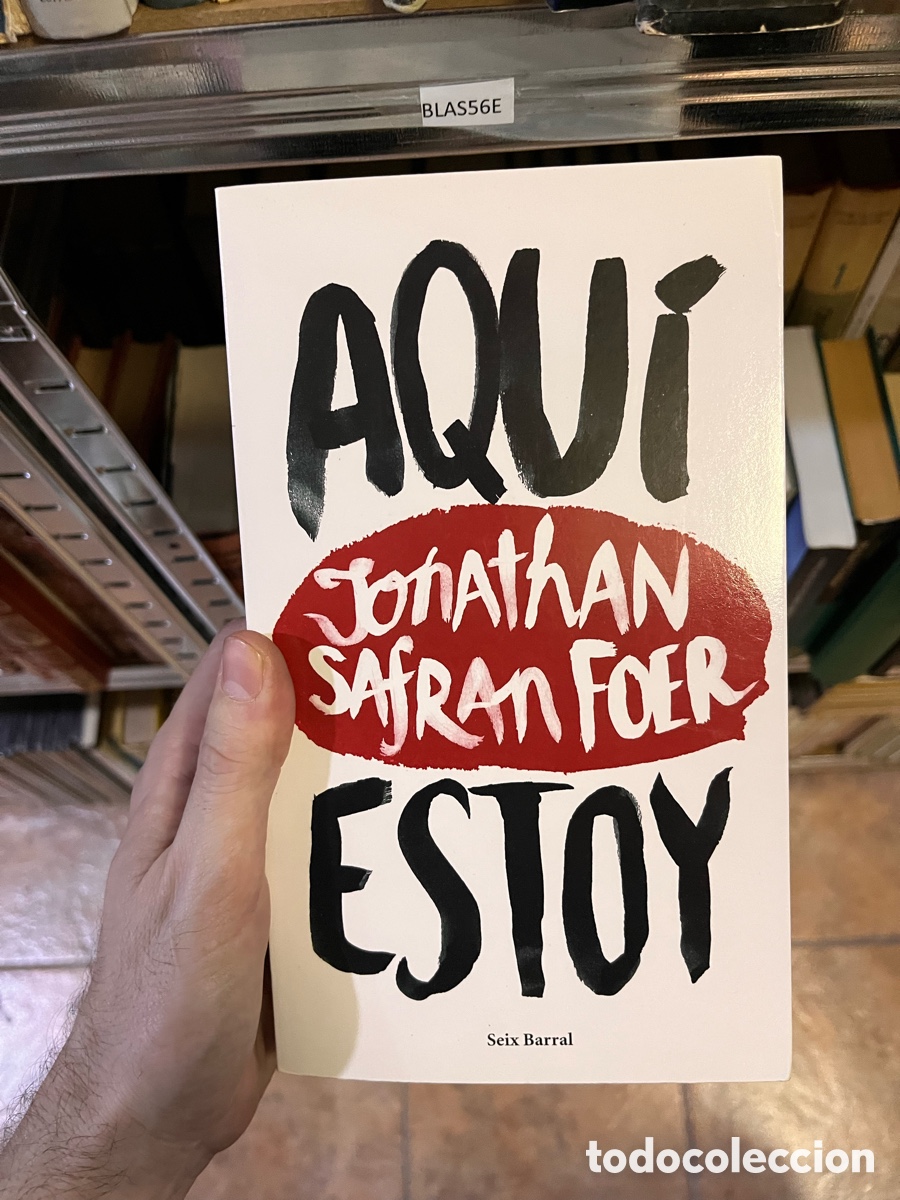 BLAS56E
AQUÍ
JONATHAN
SAFRAN FOER
ESTOY
Seix Barral
todocoleccion